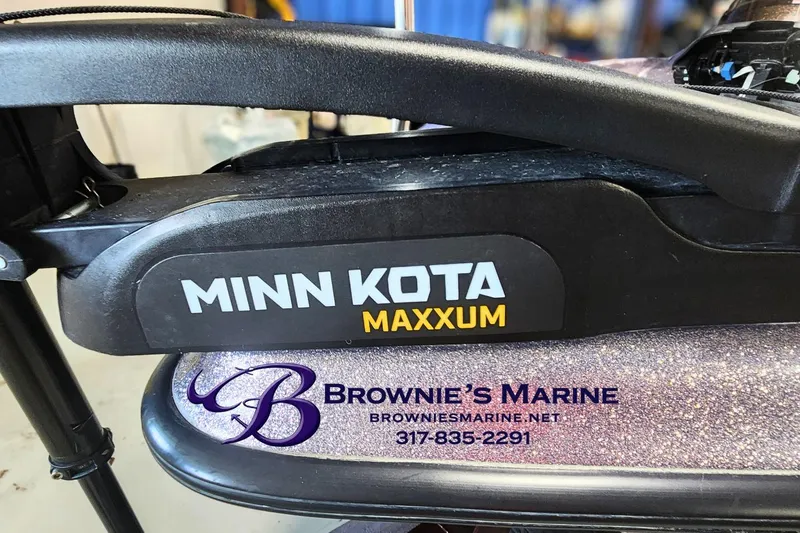 MINN KOTA
MAXXUM
B BROWNIE'S MARINE
BROWNIESMARINE.NET
317-835-2291